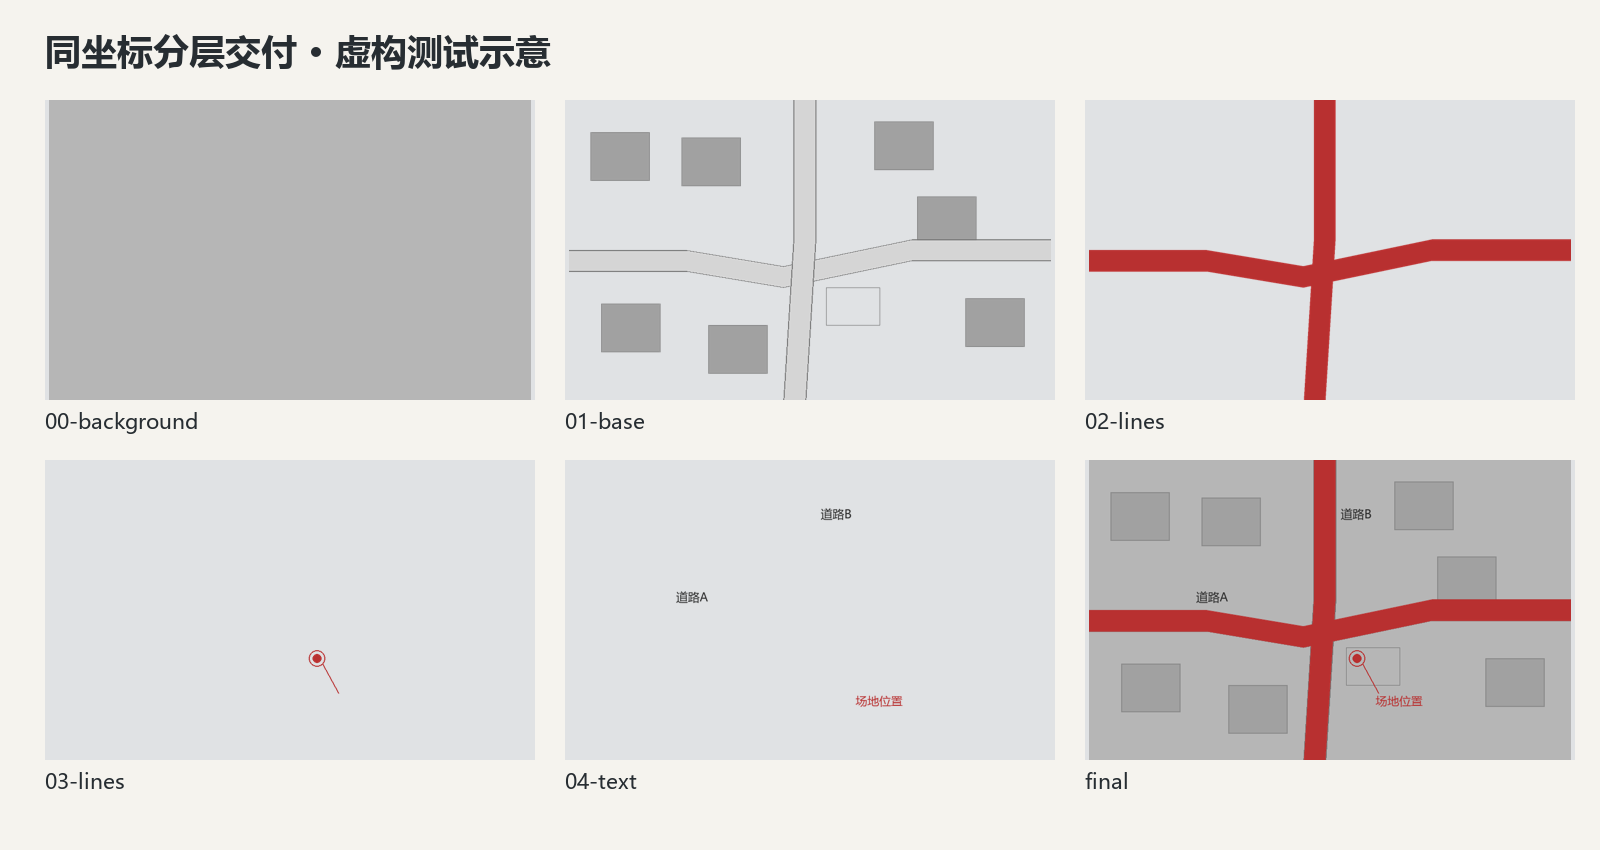 同坐标分层交付 • 虚构测试示意
00-background
01-base
02-lines
道路B
道路A
场地位置
道路B
道路A
场地位置
03-lines
04-text
final